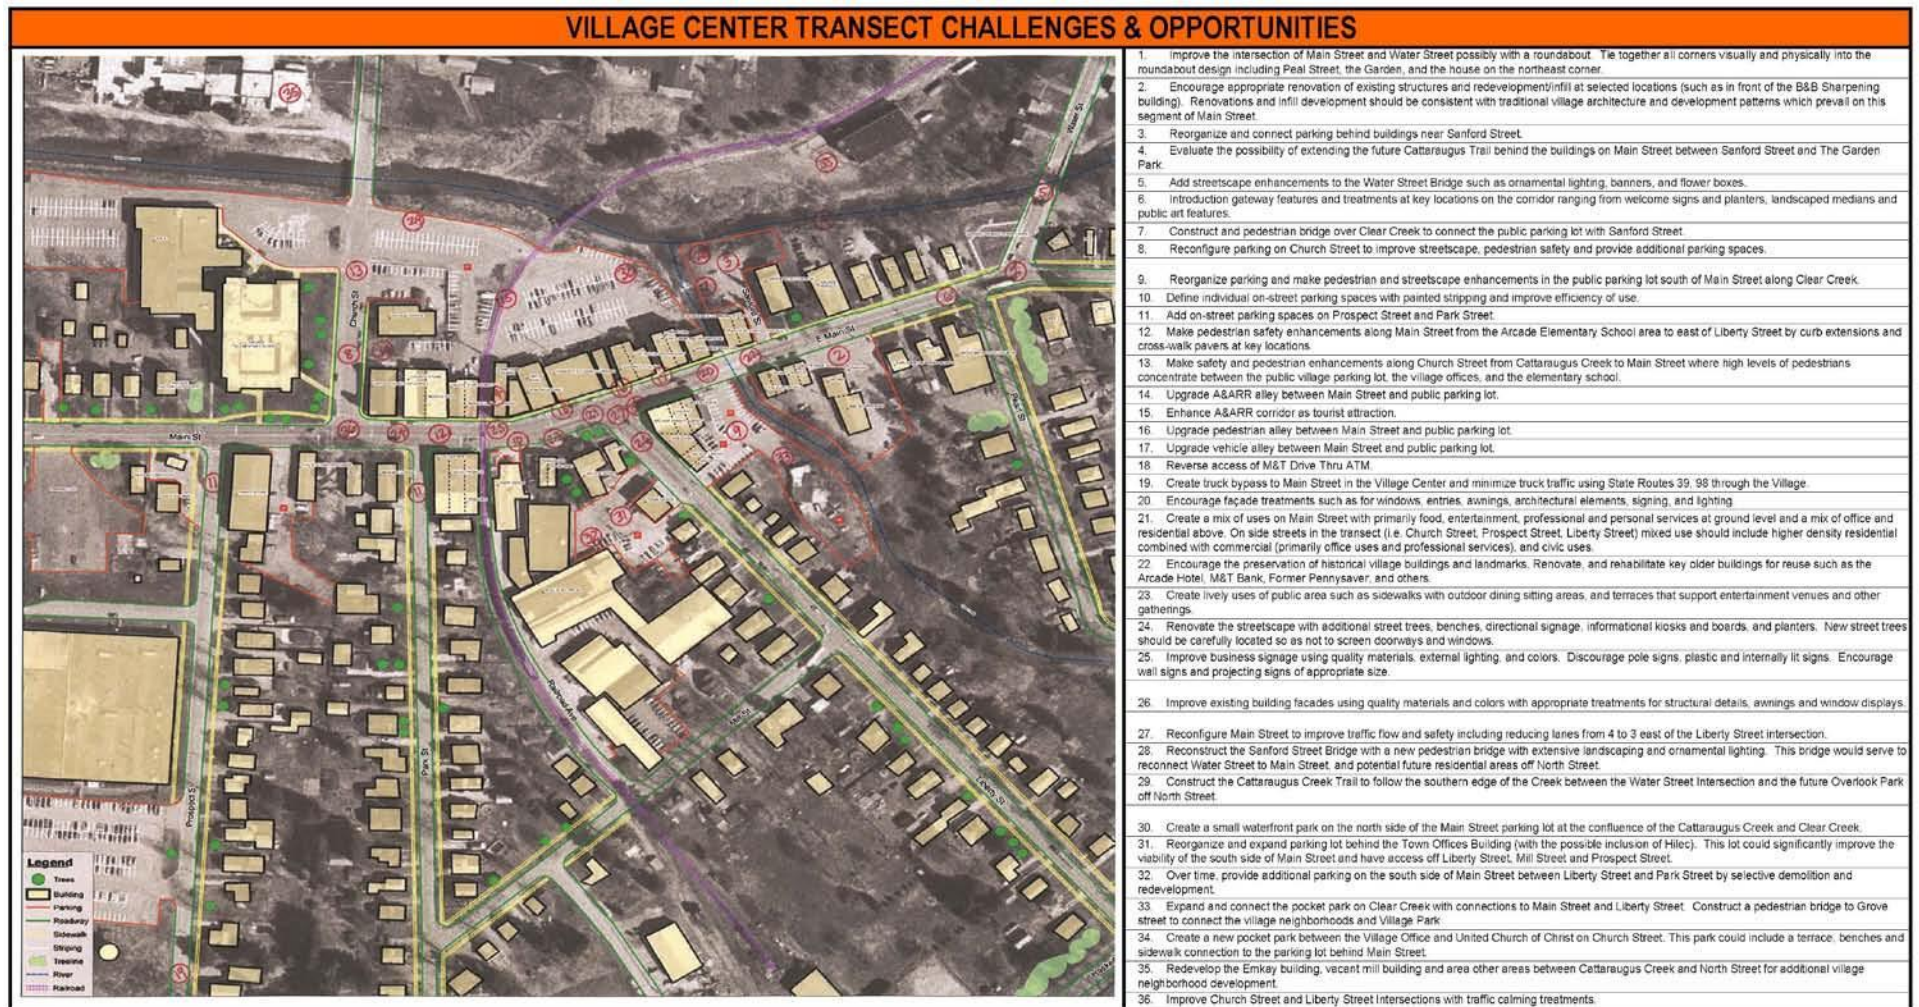 VILLAGE CENTER TRANSECT CHALLENGES & OPPORTUNITIES
1. Improve the intersection of Main Street and Water Street possibly with a roundabout. Tie together all corners visually and physically into the
roundabout design including Peal Street, the Garden, and the house on the northeast corner.
2. Encourage appropriate renovation of existing structures and redevelopment/infill at selected locations (such as in front of the B&B Sharpening
building). Renovations and infill development should be consistent with traditional village architecture and development patterns which prevail on this
segment of Main Street.
3. Reorganize and connect parking behind buildings near Sanford Street.
4. Evaluate the possibility of extending the future Cattaraugus Trail behind the buildings on Main Street between Sanford Street and The Garden
Park.
5. Add streetscape enhancements to the Water Street Bridge such as ornamental lighting, banners, and flower boxes.
6. Introduction gateway features and treatments at key locations on the corridor ranging from welcome signs and planters, landscaped medians and
public art features.
7. Construct and pedestrian bridge over Clear Creek to connect the public parking lot with Sanford Street.
8. Reconfigure parking on Church Street to improve streetscape, pedestrian safety and provide additional parking spaces.
9. Reorganize parking and make pedestrian and streetscape enhancements in the public parking lot south of Main Street along Clear Creek.
10. Define individual on-street parking spaces with painted stripping and improve efficiency of use.
11. Add on-street parking spaces on Prospect Street and Park Street.
12. Make pedestrian safety enhancements along Main Street from the Arcade Elementary School area to east of Liberty Street by curb extensions and
cross-walk pavers at key locations.
13. Make safety and pedestrian enhancements along Church Street from Cattaraugus Creek to Main Street where high levels of pedestrians
concentrate between the public village parking lot, the village offices, and the elementary school.
14. Upgrade A&ARR alley between Main Street and public parking lot.
15. Enhance A&ARR corridor as tourist attraction.
16. Upgrade pedestrian alley between Main Street and public parking lot.
17. Upgrade vehicle alley between Main Street and public parking lot.
18 Reverse access of M&T Drive Thru ATM.
19. Create truck bypass to Main Street in the Village Center and minimize truck traffic using State Routes 39, 98 through the Village.
20. Encourage façade treatments such as for windows, entries, awnings, architectural elements, signing, and lighting
21. Create a mix of uses on Main Street with primarily food, entertainment, professional and personal services at ground level and a mix of office and
residential above. On side streets in the transect (i.e. Church Street, Prospect Street, Liberty Street) mixed use should include higher density residential
combined with commercial (primarily office uses and professional services), and civic uses.
22 Encourage the preservation of historical village buildings and landmarks. Renovate, and rehabilitate key older buildings for reuse such as the
Arcade Hotel, M&T Bank, Former Pennysaver, and others.
23. Create lively uses of public area such as sidewalks with outdoor dining sitting areas, and terraces that support entertainment venues and other
gatherings.
24. Renovate the streetscape with additional street trees, benches, directional signage, informational kiosks and boards, and planters. New street trees
should be carefully located so as not to screen doorways and windows.
25. Improve business signage using quality materials, external lighting, and colors. Discourage pole signs, plastic and internally lit signs. Encourage
wall signs and projecting signs of appropriate size.
26. Improve existing building facades using quality materials and colors with appropriate treatments for structural details, awnings and window displays.
27. Reconfigure Main Street to improve traffic flow and safety including reducing lanes from 4 to 3 east of the Liberty Street intersection.
28. Reconstruct the Sanford Street Bridge with a new pedestrian bridge with extensive landscaping and ornamental lighting. This bridge would serve to
reconnect Water Street to Main Street, and potential future residential areas off North Street.
29. Construct the Cattaraugus Creek Trail to follow the southern edge of the Creek between the Water Street Intersection and the future Overlook Park
off North Street.
30. Create a small waterfront park on the north side of the Main Street parking lot at the confluence of the Cattaraugus Creek and Clear Creek.
31. Reorganize and expand parking lot behind the Town Offices Building (with the possible inclusion of Hilec). This lot could significantly improve the
viability of the south side of Main Street and have access off Liberty Street, Mill Street and Prospect Street.
32. Over time, provide additional parking on the south side of Main Street between Liberty Street and Park Street by selective demolition and
redevelopment.
33. Expand and connect the pocket park on Clear Creek with connections to Main Street and Liberty Street. Construct a pedestrian bridge to Grove
street to connect the village neighborhoods and Village Park
34. Create a new pocket park between the Village Office and United Church of Christ on Church Street. This park could include a terrace, benches and
sidewalk connection to the parking lot behind Main Street.
35. Redevelop the Emkay building, vacant mill building and area other areas between Cattaraugus Creek and North Street for additional village
neighborhood development.
36. Improve Church Street and Liberty Street Intersections with traffic calming treatments.
Water St
Church St
E Main St
Main St
Pearl St
Park St
Prospect St
Railroad Ave
Mill St
Liberty St
35
5
13
3
15
8
2
12
9
11
11
31
19
Legend
Trees
Building
Parking
Roadway
Sidewalk
Striping
Treeline
River
Railroad